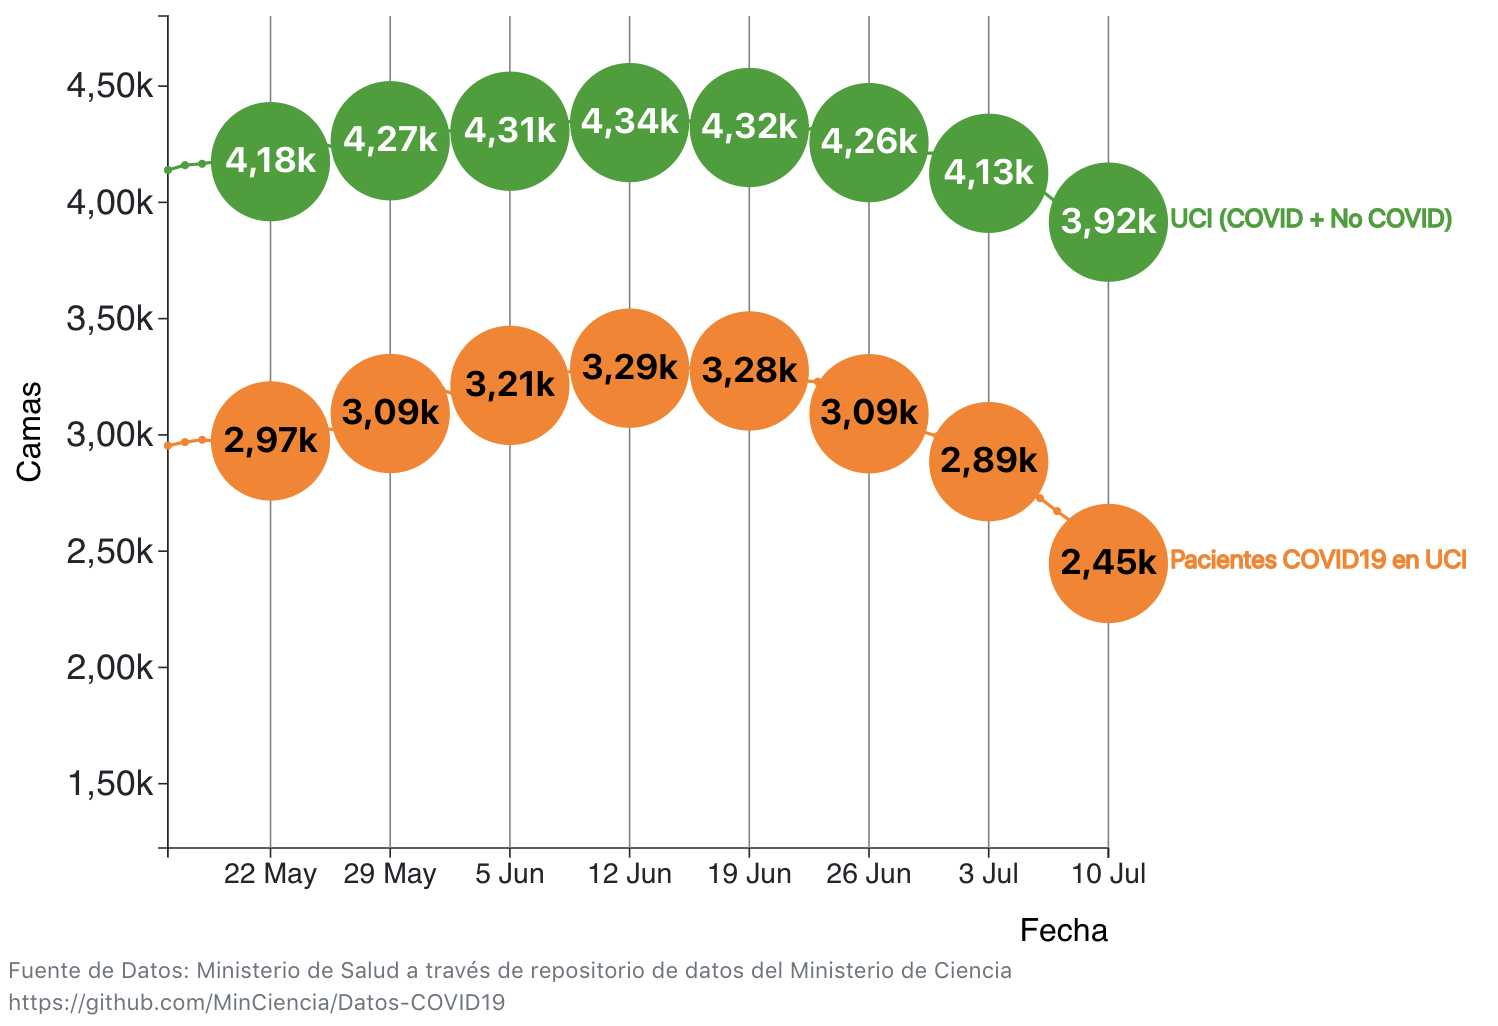 4,50k
4,00k
3,50k
3,00k
2,50k
2,00k
1,50k
Camas
4,18k 4,27k 4,31k 4,34k 4,32k 4,26k 4,13k 3,92k
UCI (COVID + No COVID)
2,97k 3,09k 3,21k 3,29k 3,28k 3,09k 2,89k 2,45k
Pacientes COVID19 en UCI
22 May 29 May 5 Jun 12 Jun 19 Jun 26 Jun 3 Jul 10 Jul
Fecha
Fuente de Datos: Ministerio de Salud a través de repositorio de datos del Ministerio de Ciencia
https://github.com/MinCiencia/Datos-COVID19